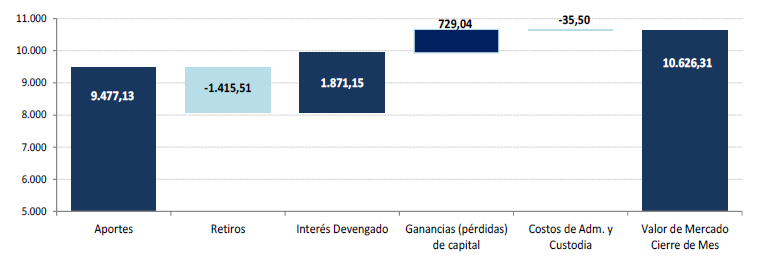 11.000
10.000
9.000
8.000
7.000
6.000
5.000
9.477,13
-1.415,51
1.871,15
729,04
-35,50
10.626,31
Aportes
Retiros
Interés Devengado
Ganancias (pérdidas)
de capital
Costos de Adm. y
Custodia
Valor de Mercado
Cierre de Mes